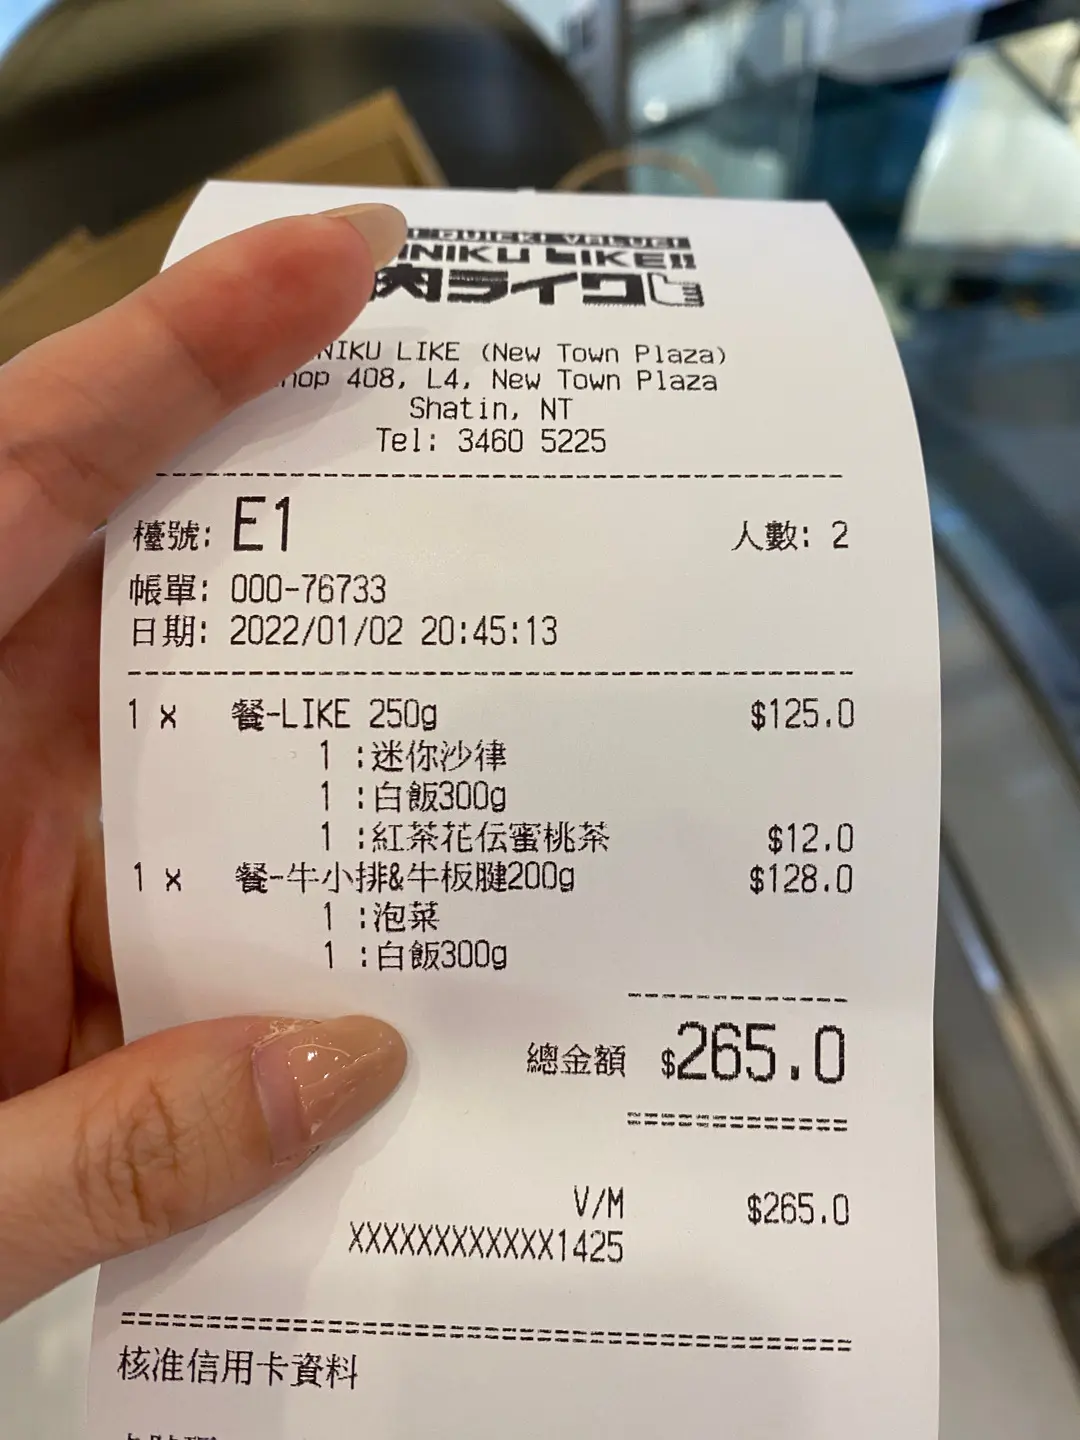 QUICK! VALUE!
NIKU LIKE!!
肉ライク
NIKU LIKE (New Town Plaza)
hop 408, L4, New Town Plaza
Shatin, NT
Tel: 3460 5225
檯號: E1 人數: 2
帳單: 000-76733
日期: 2022/01/02 20:45:13
1 x 餐-LIKE 250g $125.0
1 :迷你沙律
1 :白飯300g
1 :紅茶花伝蜜桃茶 $12.0
1 x 餐-牛小排&牛板腱200g $128.0
1 :泡菜
1 :白飯300g
總金額 $265.0
V/M $265.0
XXXXXXXXXXXX1425
核准信用卡資料